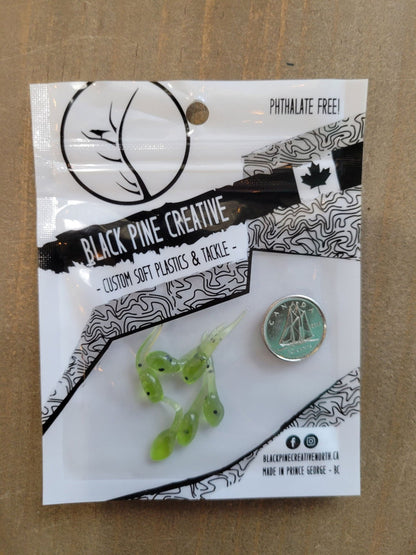 PHTHALATE FREE!
BLACK PINE CREATIVE
- CUSTOM SOFT PLASTICS & TACKLE -
CANADA
BLACKPINECREATIVENORTH.CA
MADE IN PRINCE GEORGE - BC